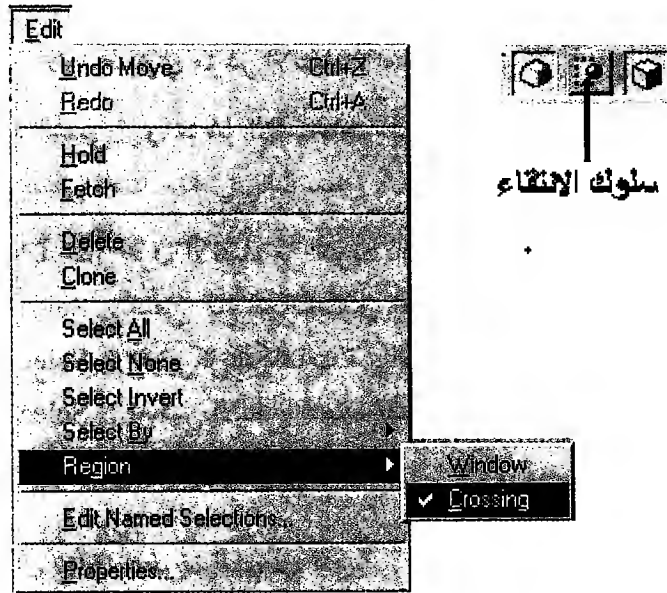 Edit
Undo Move Ctrl+Z
Redo Ctrl+A
Hold
Fetch
Delete
Clone
Select All
Select None
Select Invert
Select By
Region
Window
Crossing
Edit Named Selections...
Properties...
سلوك الانتقاء